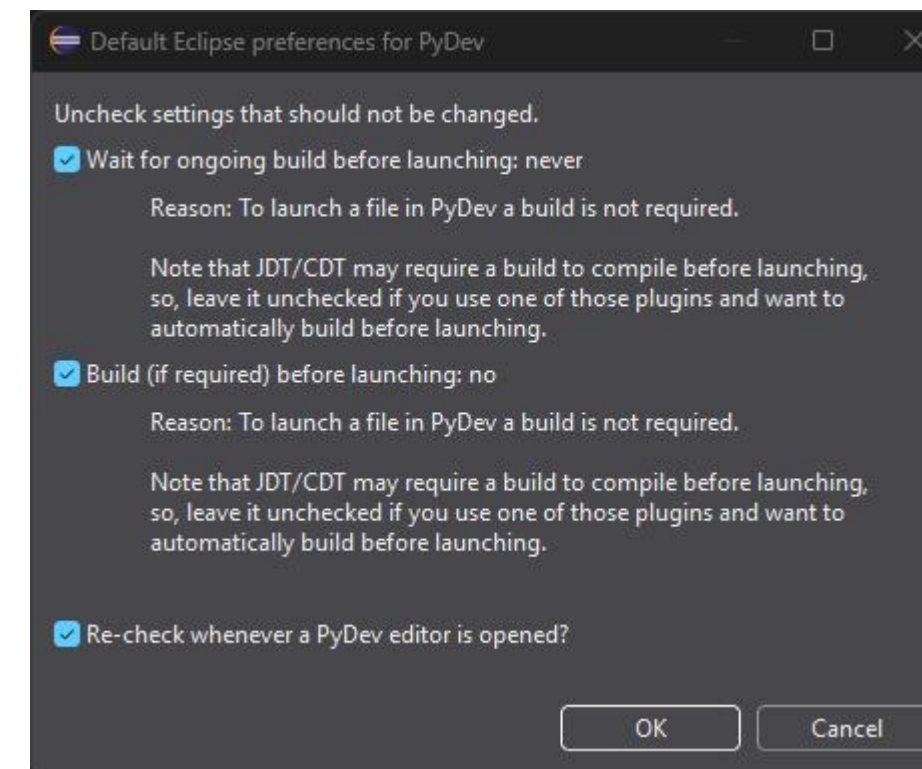 Default Eclipse preferences for PyDev
Uncheck settings that should not be changed.
Wait for ongoing build before launching: never
Reason: To launch a file in PyDev a build is not required.
Note that JDT/CDT may require a build to compile before launching,
so, leave it unchecked if you use one of those plugins and want to
automatically build before launching.
Build (if required) before launching: no
Reason: To launch a file in PyDev a build is not required.
Note that JDT/CDT may require a build to compile before launching,
so, leave it unchecked if you use one of those plugins and want to
automatically build before launching.
Re-check whenever a PyDev editor is opened?
OK
Cancel